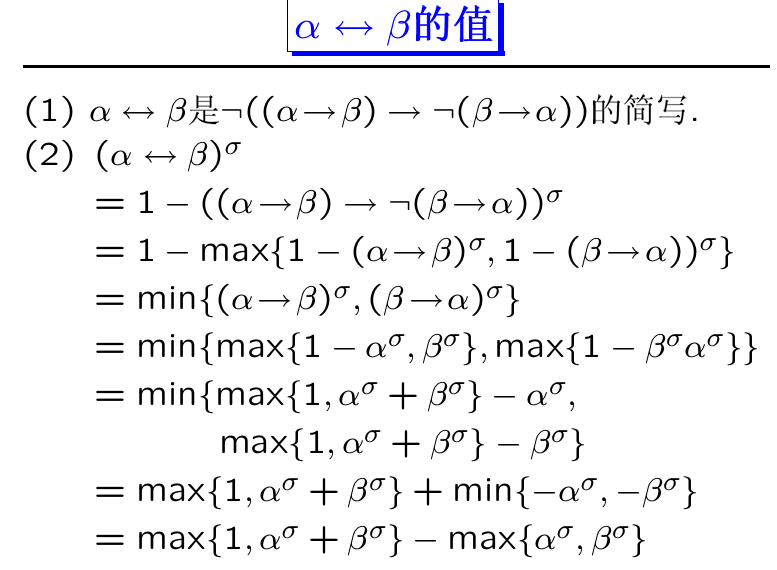 α ↔ β的值
(1) α ↔ β是¬((α→β) → ¬(β→α))的简写.
(2) (α ↔ β)^σ
= 1 − ((α→β) → ¬(β→α))^σ
= 1 − max{1 − (α→β)^σ, 1 − (β→α))^σ}
= min{(α→β)^σ, (β→α)^σ}
= min{max{1 − α^σ, β^σ}, max{1 − β^σα^σ}}
= min{max{1, α^σ + β^σ} − α^σ,
max{1, α^σ + β^σ} − β^σ}
= max{1, α^σ + β^σ} + min{−α^σ, −β^σ}
= max{1, α^σ + β^σ} − max{α^σ, β^σ}